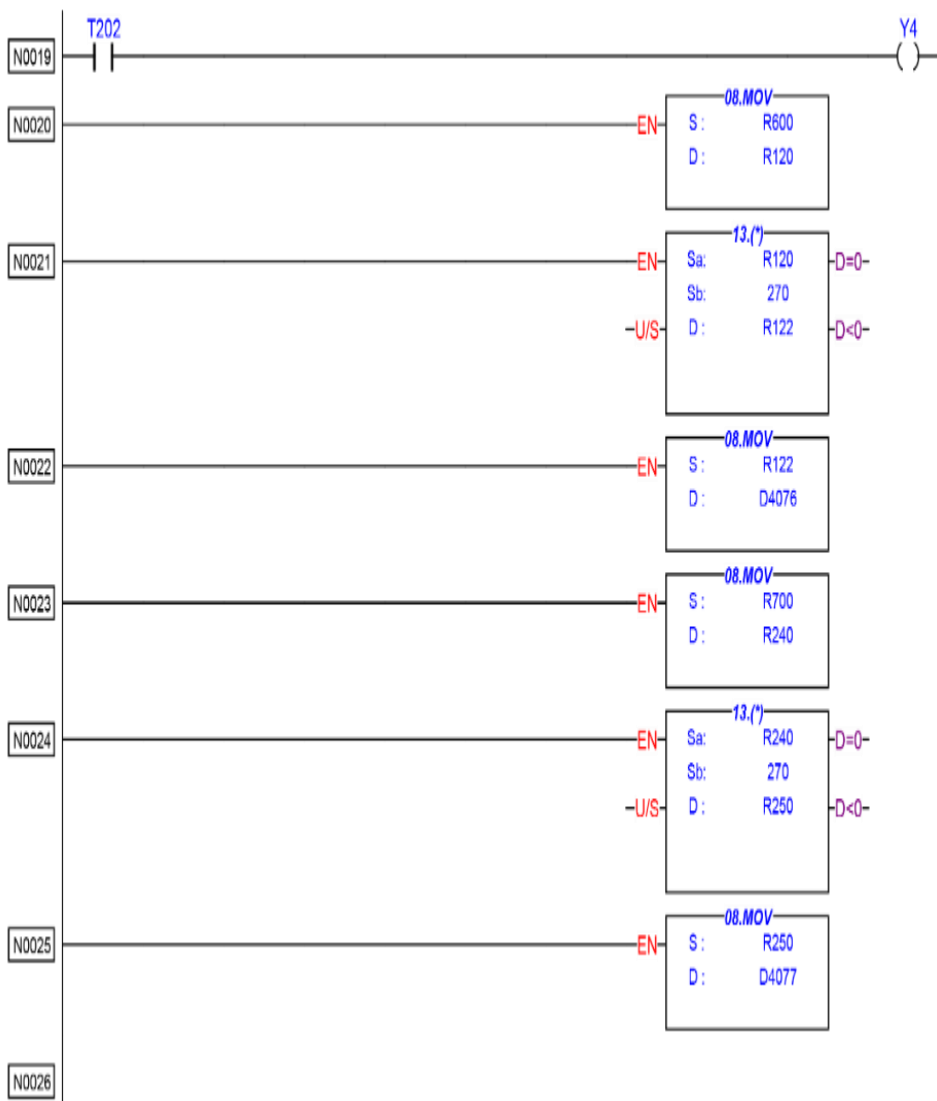 T202 Y4
N0019
08.MOV
N0020 EN S : R600
D : R120
13.(*)
N0021 EN Sa: R120 D=0
Sb: 270
U/S D : R122 D<0
08.MOV
N0022 EN S : R122
D : D4076
08.MOV
N0023 EN S : R700
D : R240
13.(*)
N0024 EN Sa: R240 D=0
Sb: 270
U/S D : R250 D<0
08.MOV
N0025 EN S : R250
D : D4077
N0026